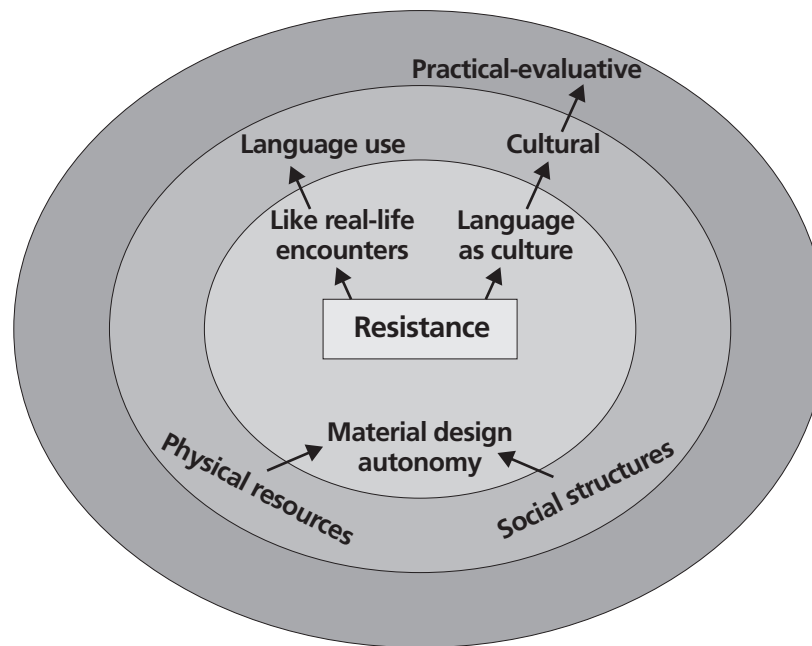 Practical-evaluative
Language use
Cultural
Like real-life
encounters
Language
as culture
Resistance
Material design
autonomy
Physical resources
Social structures